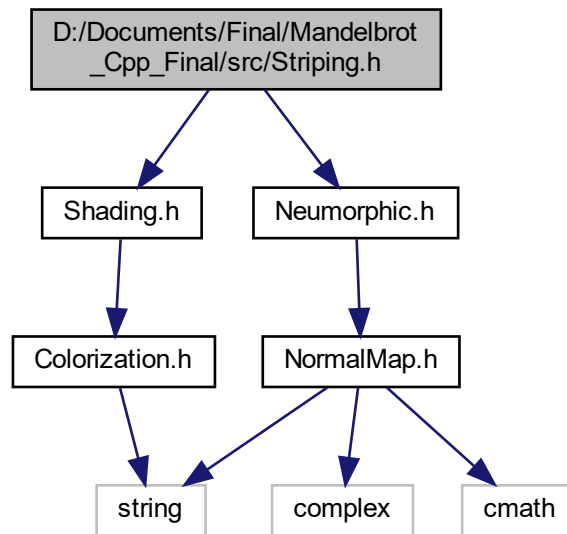 D:/Documents/Final/Mandelbrot
_Cpp_Final/src/Striping.h
Shading.h
Neumorphic.h
Colorization.h
NormalMap.h
string
complex
cmath